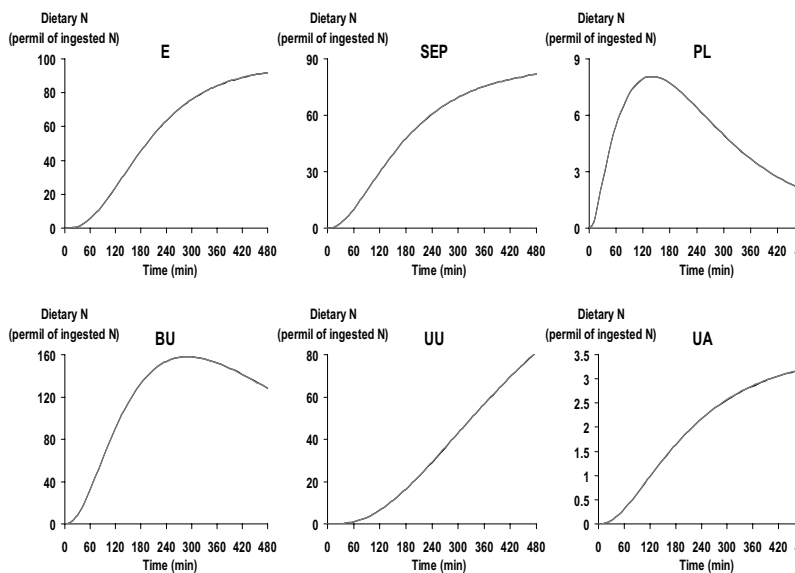 Dietary N
(permil of ingested N)
E
100
80
60
40
20
0
0 60 120 180 240 300 360 420 480
Time (min)
Dietary N
(permil of ingested N)
SEP
90
60
30
0
0 60 120 180 240 300 360 420 480
Time (min)
Dietary N
(permil of ingested N)
PL
9
6
3
0
0 60 120 180 240 300 360 420
Time (min)
Dietary N
(permil of ingested N)
BU
160
120
80
40
0
0 60 120 180 240 300 360 420 480
Time (min)
Dietary N
(permil of ingested N)
UU
80
60
40
20
0
0 60 120 180 240 300 360 420 480
Time (min)
Dietary N
(permil of ingested N)
UA
3.5
3
2.5
2
1.5
1
0.5
0
0 60 120 180 240 300 360 420
Time (min)